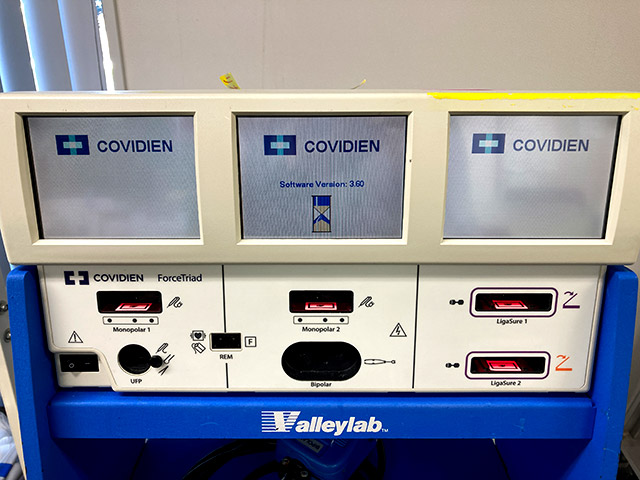 COVIDIEN
COVIDIEN
COVIDIEN
Software Version: 3.60
COVIDIEN ForceTriad
Monopolar 1
Monopolar 2
LigaSure 1
REM
F
UFP
Bipolar
LigaSure 2
Valleylab™